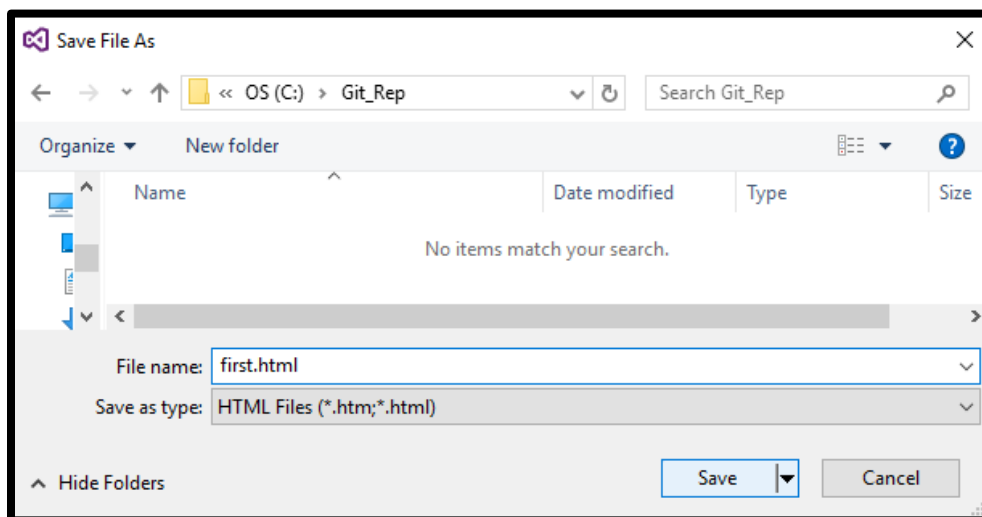 Save File As
« OS (C:) > Git_Rep
Search Git_Rep
Organize
New folder
Name
Date modified
Type
Size
No items match your search.
File name: first.html
Save as type: HTML Files (*.htm;*.html)
Hide Folders
Save
Cancel